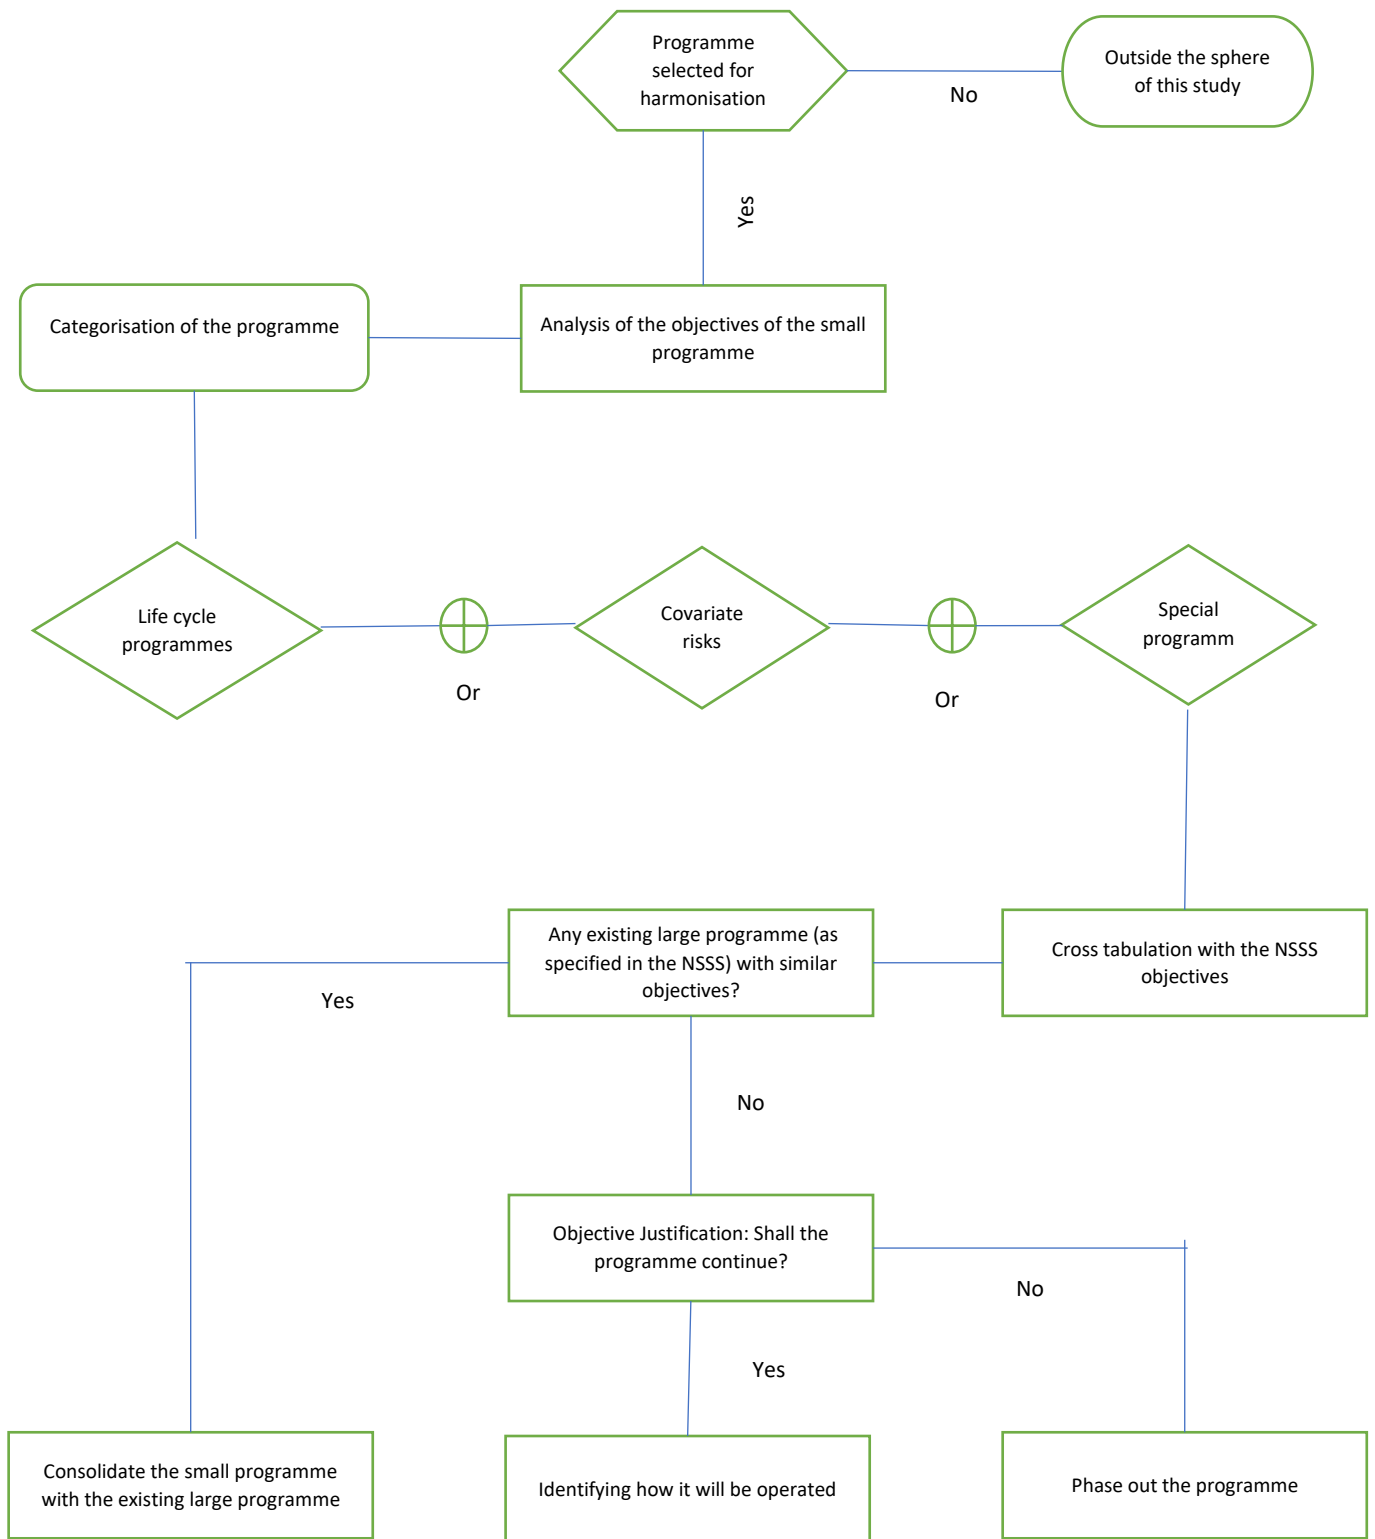 Programme
selected for
harmonisation
Outside the sphere
of this study
No
Yes
Categorisation of the programme
Analysis of the objectives of the small
programme
Life cycle
programmes
Or
Covariate
risks
Or
Special
programm
Any existing large programme (as
specified in the NSSS) with similar
objectives?
Cross tabulation with the NSSS
objectives
Yes
No
Objective Justification: Shall the
programme continue?
No
Yes
Consolidate the small programme
with the existing large programme
Identifying how it will be operated
Phase out the programme